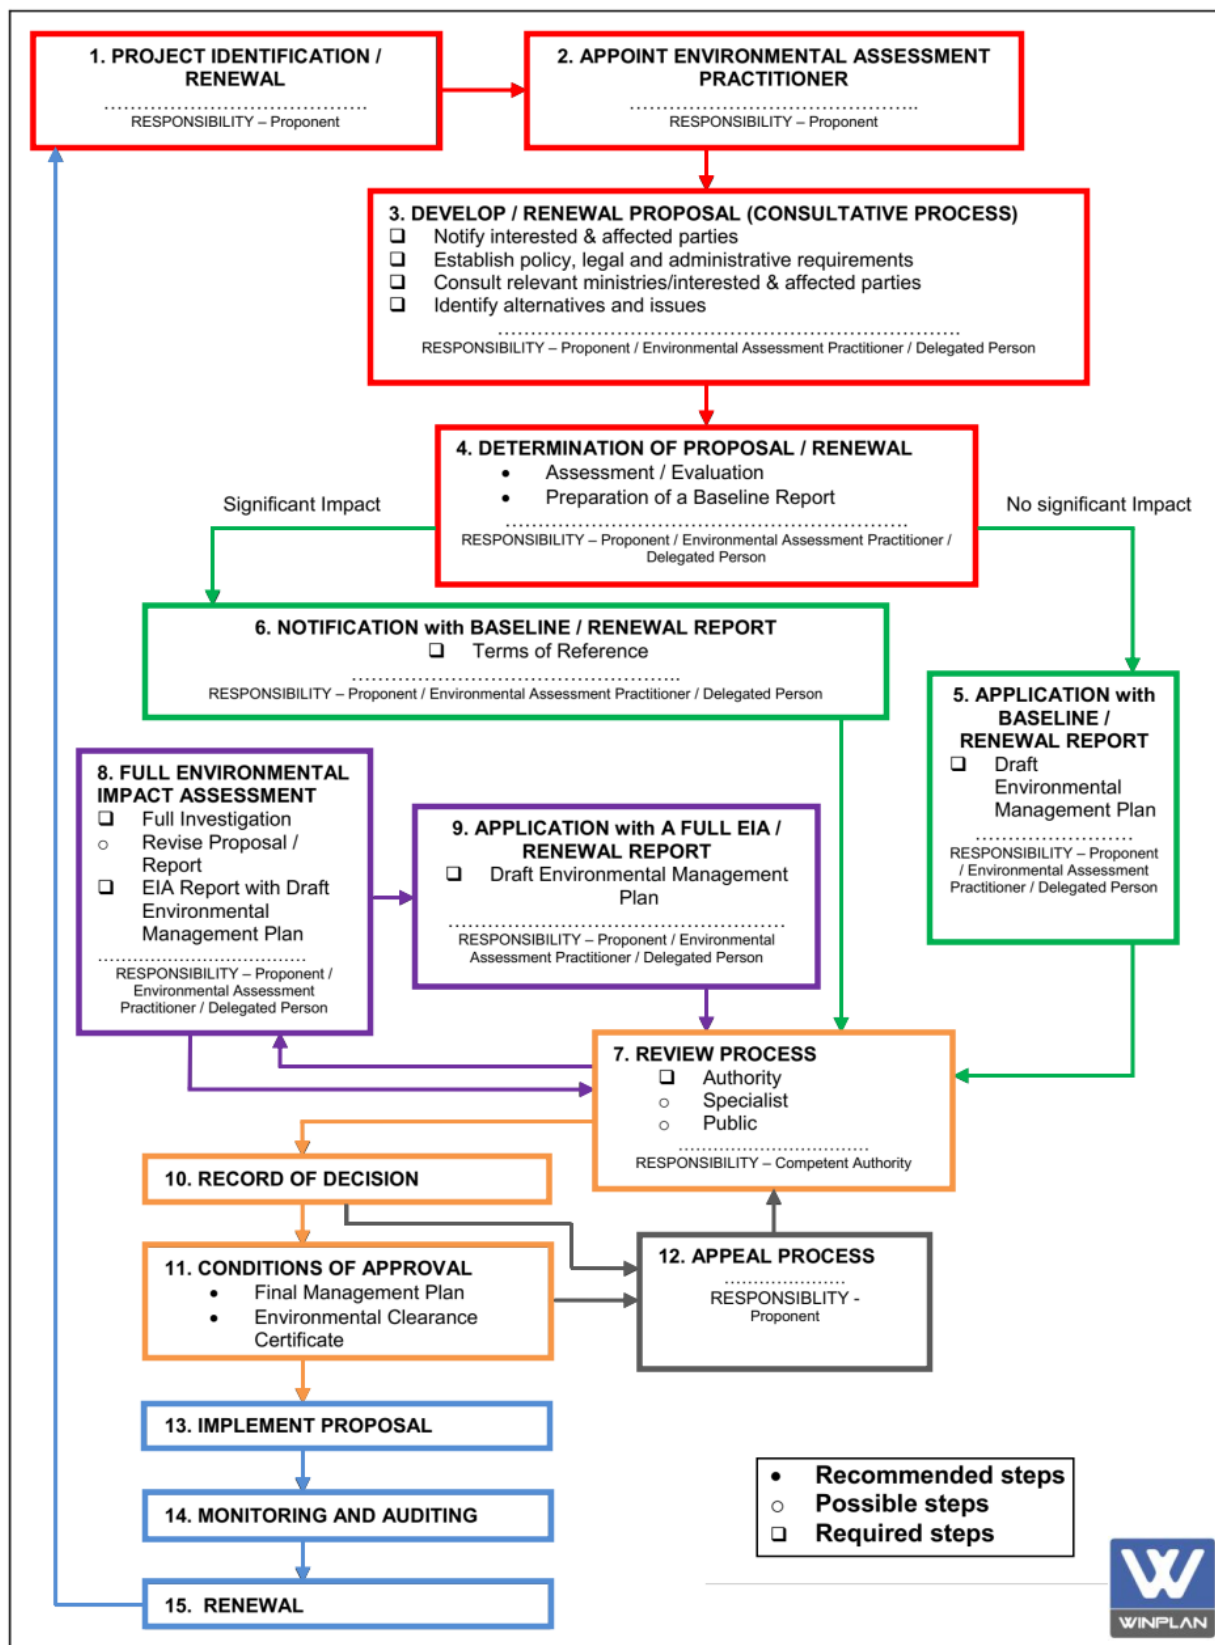 1. PROJECT IDENTIFICATION /
RENEWAL
........................................
RESPONSIBILITY – Proponent
2. APPOINT ENVIRONMENTAL ASSESSMENT
PRACTITIONER
............................................
RESPONSIBILITY – Proponent
3. DEVELOP / RENEWAL PROPOSAL (CONSULTATIVE PROCESS)
❑ Notify interested & affected parties
❑ Establish policy, legal and administrative requirements
❑ Consult relevant ministries/interested & affected parties
❑ Identify alternatives and issues
......................................................................
RESPONSIBILITY – Proponent / Environmental Assessment Practitioner / Delegated Person
4. DETERMINATION OF PROPOSAL / RENEWAL
• Assessment / Evaluation
• Preparation of a Baseline Report
.............................................................
RESPONSIBILITY – Proponent / Environmental Assessment Practitioner /
Delegated Person
Significant Impact
No significant Impact
6. NOTIFICATION with BASELINE / RENEWAL REPORT
❑ Terms of Reference
..................................................
RESPONSIBILITY – Proponent / Environmental Assessment Practitioner / Delegated Person
5. APPLICATION with
BASELINE /
RENEWAL REPORT
❑ Draft
Environmental
Management Plan
........................
RESPONSIBILITY – Proponent
/ Environmental Assessment
Practitioner / Delegated Person
8. FULL ENVIRONMENTAL
IMPACT ASSESSMENT
❑ Full Investigation
○ Revise Proposal /
Report
❑ EIA Report with Draft
Environmental
Management Plan
................................
RESPONSIBILITY – Proponent /
Environmental Assessment
Practitioner / Delegated Person
9. APPLICATION with A FULL EIA /
RENEWAL REPORT
❑ Draft Environmental Management
Plan
...................................................
RESPONSIBILITY – Proponent / Environmental
Assessment Practitioner / Delegated Person
7. REVIEW PROCESS
❑ Authority
○ Specialist
○ Public
.............................
RESPONSIBILITY – Competent Authority
10. RECORD OF DECISION
11. CONDITIONS OF APPROVAL
• Final Management Plan
• Environmental Clearance
Certificate
12. APPEAL PROCESS
.....................
RESPONSIBLITY -
Proponent
13. IMPLEMENT PROPOSAL
14. MONITORING AND AUDITING
15. RENEWAL
• Recommended steps
○ Possible steps
❑ Required steps
WINPLAN